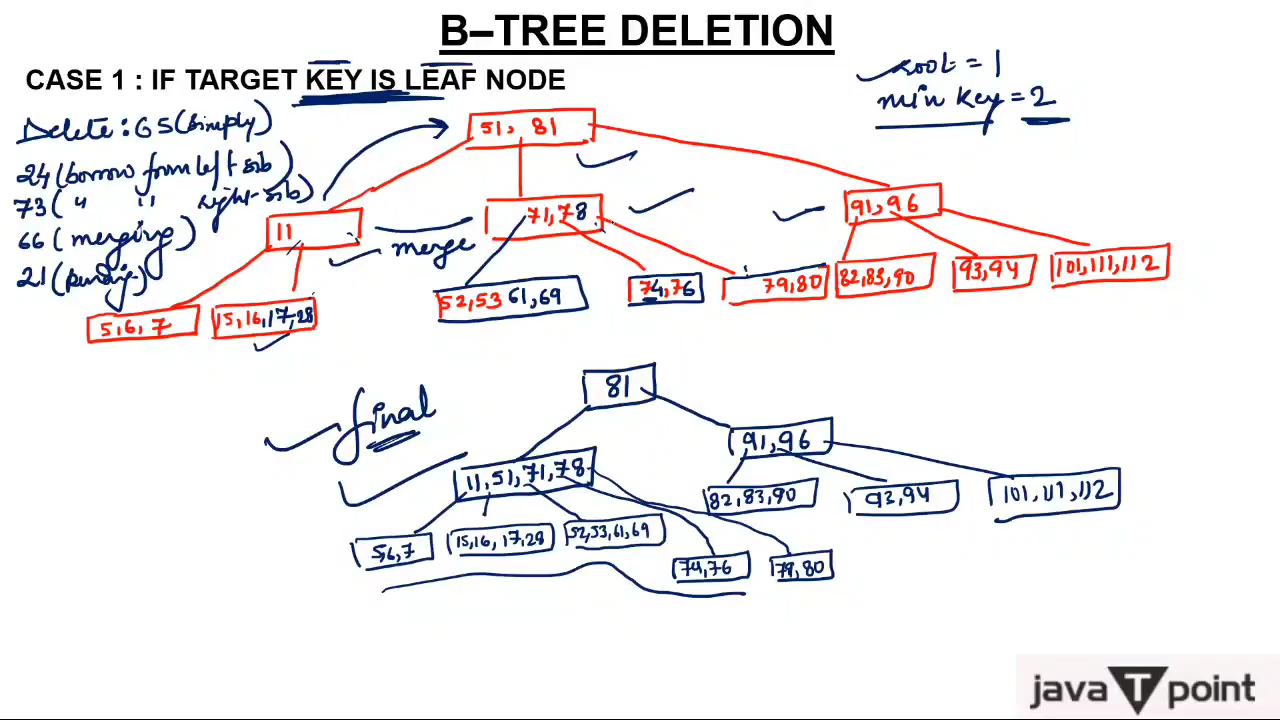 B–TREE DELETION
CASE 1 : IF TARGET KEY IS LEAF NODE
root = 1
min key = 2
Delete : 65 (simply)
24 (borrow from left sib)
73 ( " " right-sib)
66 (merging)
21 (
51, 81
11
merge
71,78
91,96
5,6,7
15,16,17,28
52,53 61,69
74,76
79,80
82,83,90
93,94
101,111,112
final
81
11,51,71,78
91,96
5,6,7
15,16,17,28
52,53,61,69
74,76
79,80
82,83,90
93,94
101,111,112
java T point